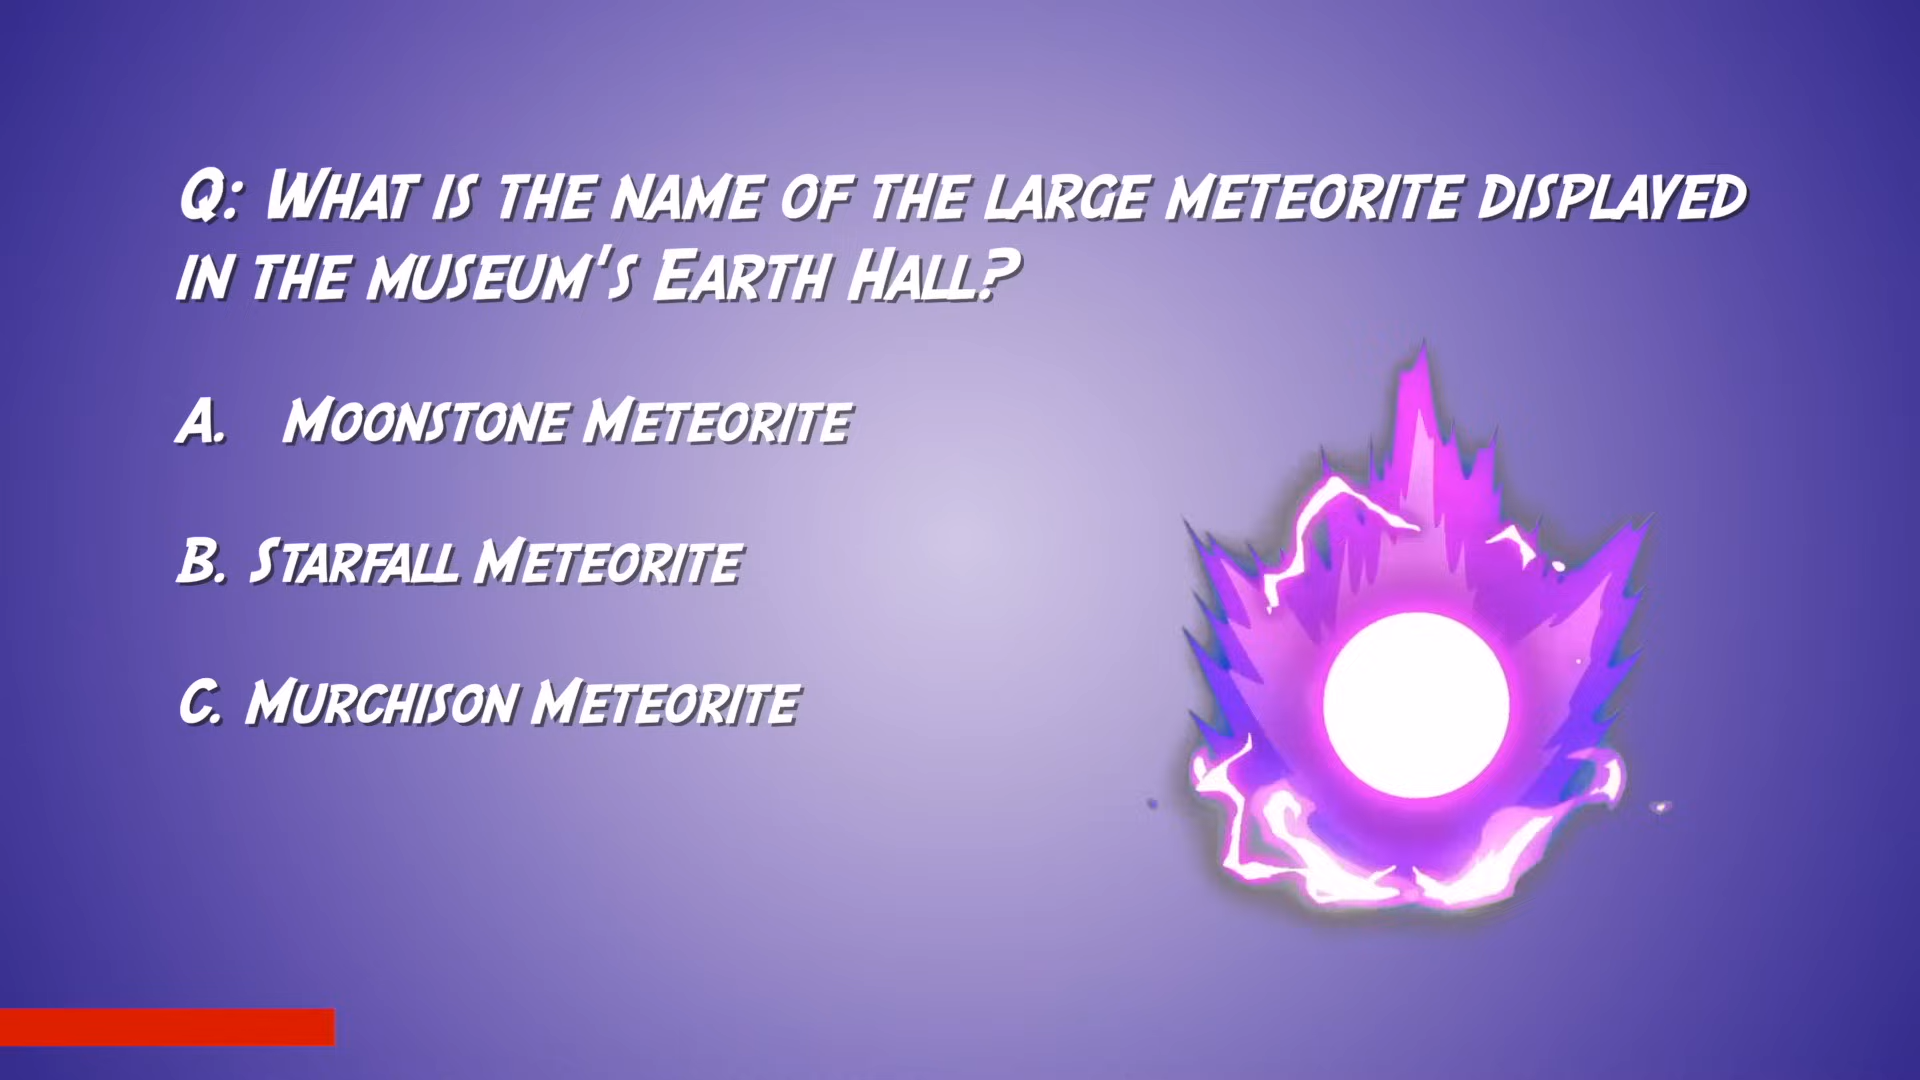 Q: What is the name of the large meteorite displayed
in the museum's Earth Hall?
A. Moonstone Meteorite
B. Starfall Meteorite
C. Murchison Meteorite